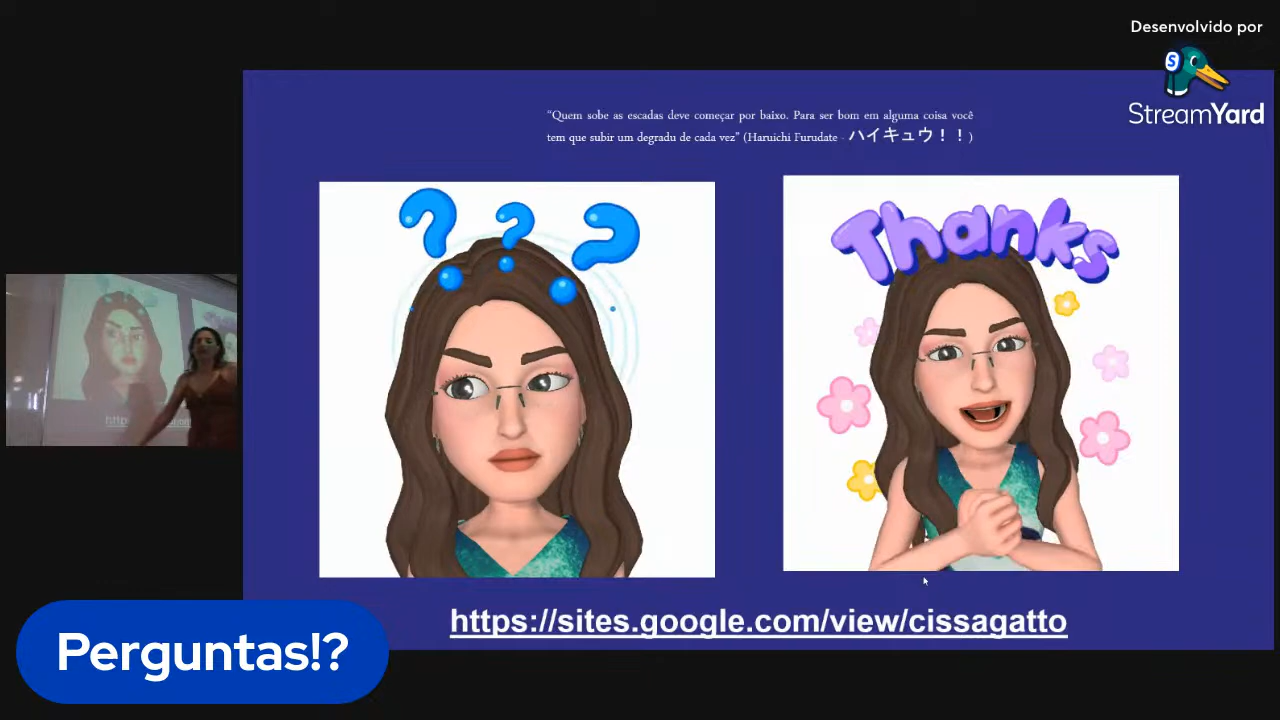 Desenvolvido por
StreamYard
“Quem sobe as escadas deve começar por baixo. Para ser bom em alguma coisa você
tem que subir um degradu de cada vez” (Haruichi Furudate - ハイキュウ！！)
Thanks
???
https://sites.google.com/view/cissagatto
Perguntas!?